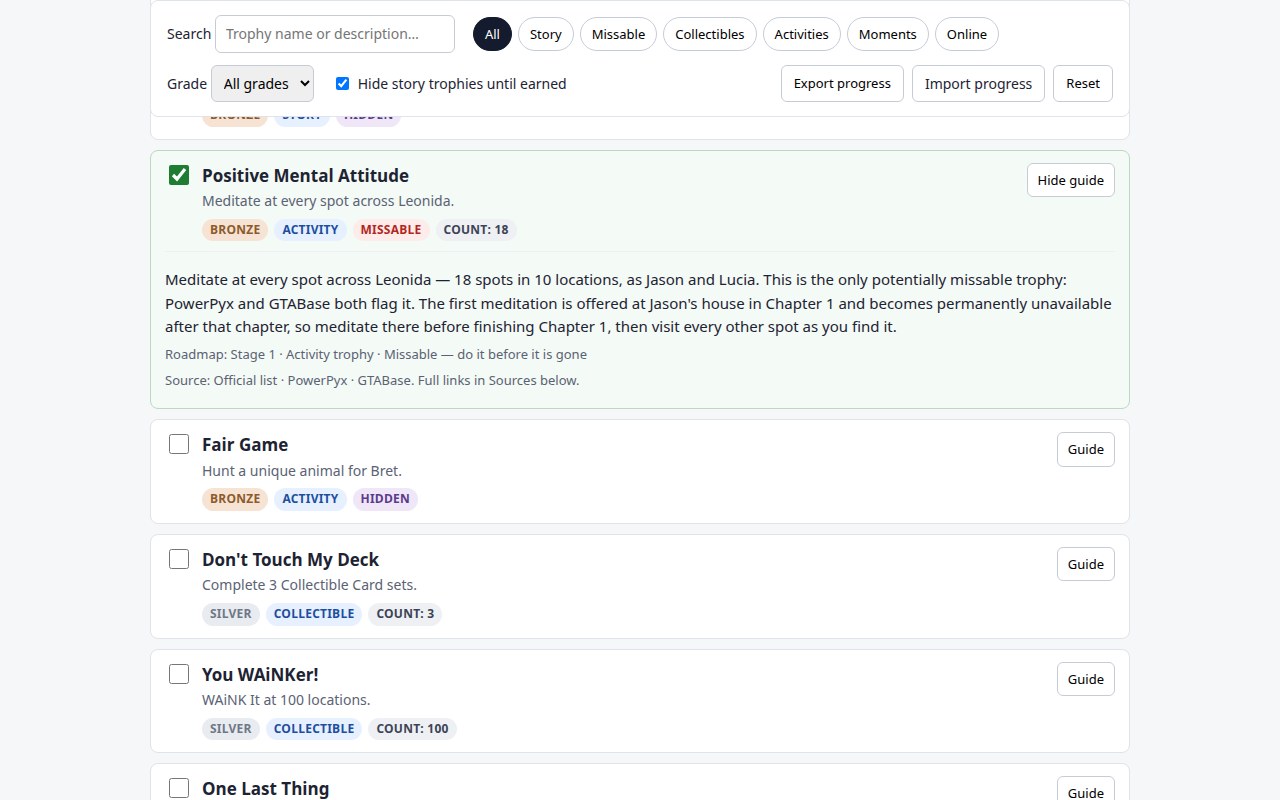 Search Trophy name or description... All Story Missable Collectibles Activities Moments Online
Grade All grades Hide story trophies until earned Export progress Import progress Reset
BRONZE STORY HIDDEN
Positive Mental Attitude Hide guide
Meditate at every spot across Leonida.
BRONZE ACTIVITY MISSABLE COUNT: 18
Meditate at every spot across Leonida — 18 spots in 10 locations, as Jason and Lucia. This is the only potentially missable trophy:
PowerPyx and GTABase both flag it. The first meditation is offered at Jason's house in Chapter 1 and becomes permanently unavailable
after that chapter, so meditate there before finishing Chapter 1, then visit every other spot as you find it.
Roadmap: Stage 1 · Activity trophy · Missable — do it before it is gone
Source: Official list · PowerPyx · GTABase. Full links in Sources below.
Fair Game Guide
Hunt a unique animal for Bret.
BRONZE ACTIVITY HIDDEN
Don't Touch My Deck Guide
Complete 3 Collectible Card sets.
SILVER COLLECTIBLE COUNT: 3
You WAiNKer! Guide
WAiNK It at 100 locations.
SILVER COLLECTIBLE COUNT: 100
One Last Thing Guide